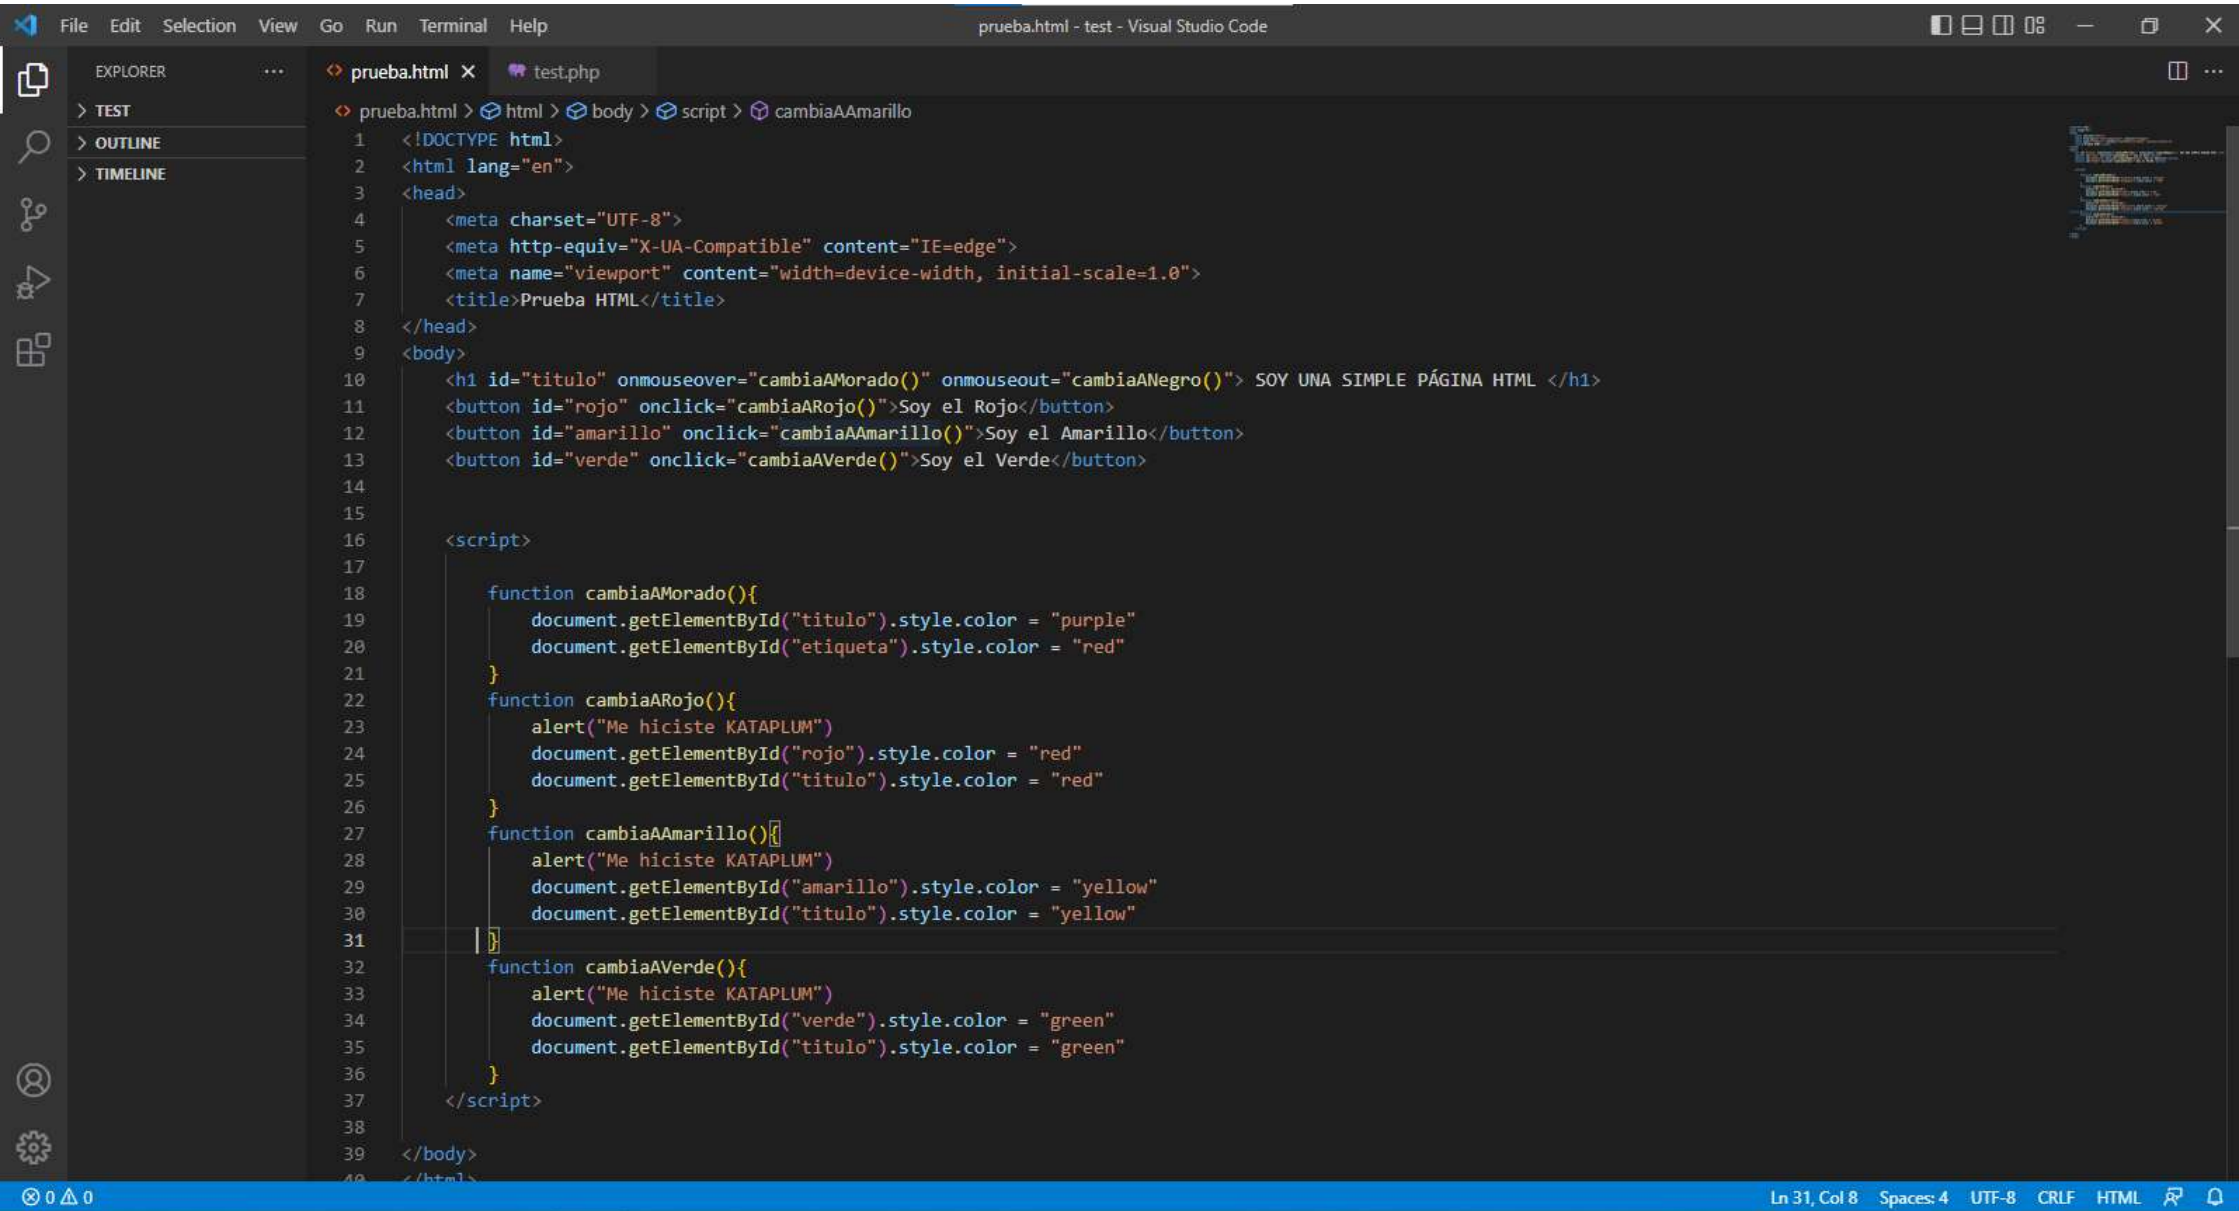 File Edit Selection View Go Run Terminal Help prueba.html - test - Visual Studio Code
EXPLORER ··· prueba.html test.php ···
TEST
OUTLINE
TIMELINE
prueba.html > html > body > script > cambiaAAmarillo
1 <!DOCTYPE html>
2 <html lang="en">
3 <head>
4 <meta charset="UTF-8">
5 <meta http-equiv="X-UA-Compatible" content="IE=edge">
6 <meta name="viewport" content="width=device-width, initial-scale=1.0">
7 <title>Prueba HTML</title>
8 </head>
9 <body>
10 <h1 id="titulo" onmouseover="cambiaAMorado()" onmouseout="cambiaANegro()"> SOY UNA SIMPLE PÁGINA HTML </h1>
11 <button id="rojo" onclick="cambiaARojo()">Soy el Rojo</button>
12 <button id="amarillo" onclick="cambiaAAmarillo()">Soy el Amarillo</button>
13 <button id="verde" onclick="cambiaAVerde()">Soy el Verde</button>
14
15
16 <script>
17
18 function cambiaAMorado(){
19 document.getElementById("titulo").style.color = "purple"
20 document.getElementById("etiqueta").style.color = "red"
21 }
22 function cambiaARojo(){
23 alert("Me hiciste KATAPLUM")
24 document.getElementById("rojo").style.color = "red"
25 document.getElementById("titulo").style.color = "red"
26 }
27 function cambiaAAmarillo(){
28 alert("Me hiciste KATAPLUM")
29 document.getElementById("amarillo").style.color = "yellow"
30 document.getElementById("titulo").style.color = "yellow"
31 }
32 function cambiaAVerde(){
33 alert("Me hiciste KATAPLUM")
34 document.getElementById("verde").style.color = "green"
35 document.getElementById("titulo").style.color = "green"
36 }
37 </script>
38
39 </body>
40 </html>
0 0 Ln 31, Col 8 Spaces: 4 UTF-8 CRLF HTML